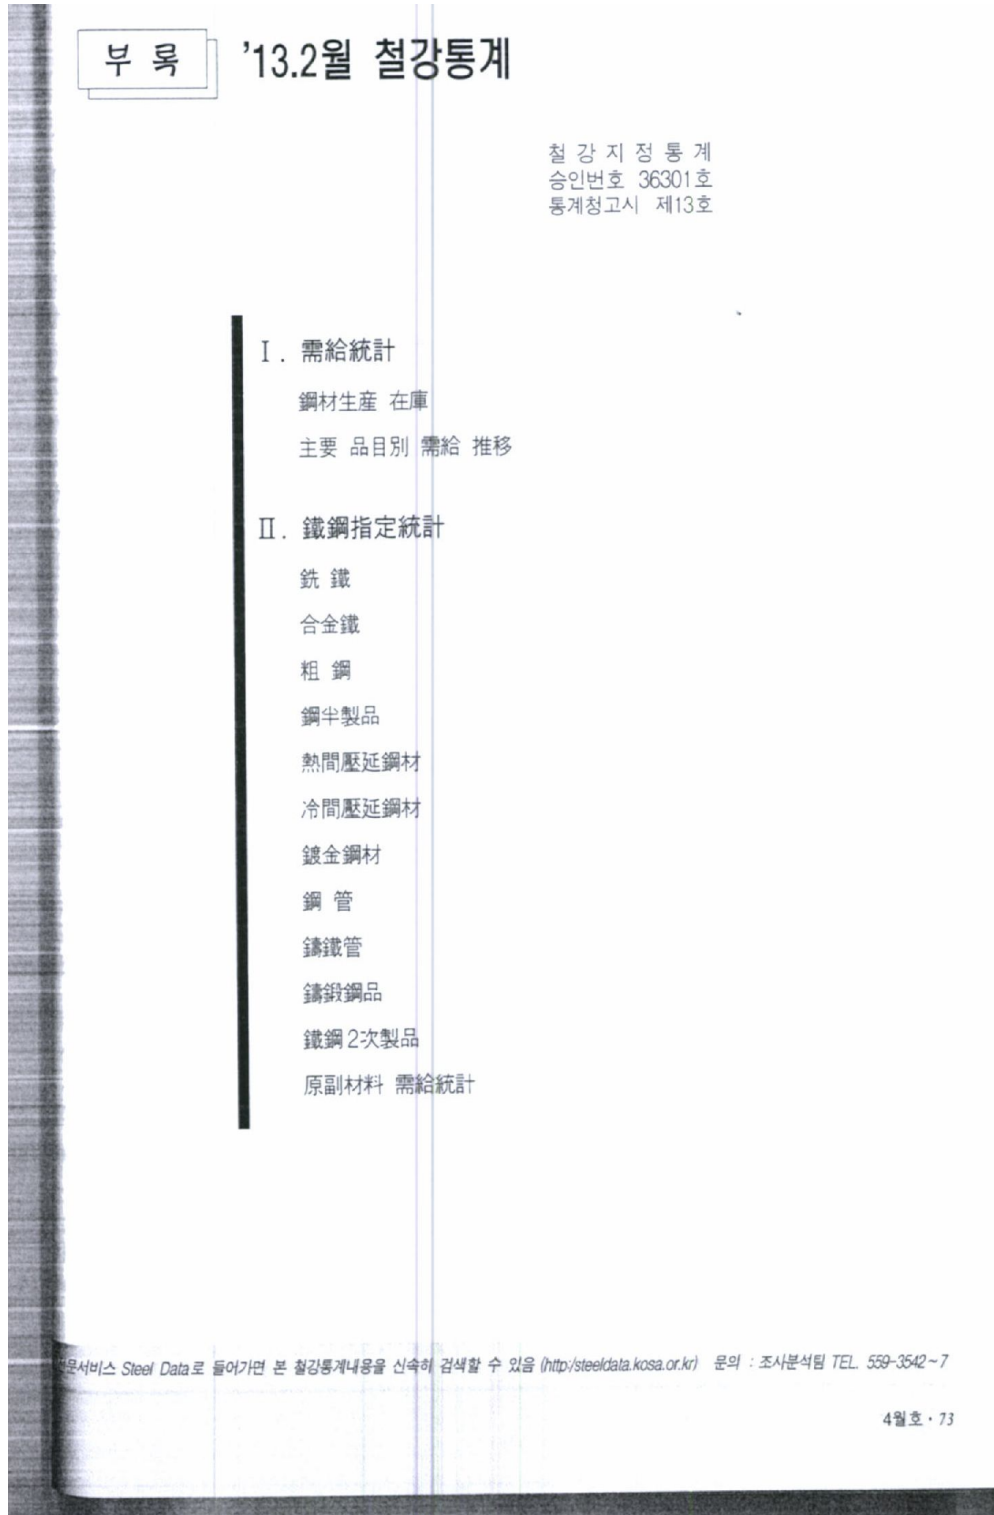 부 록
'13.2월 철강통계
철 강 지 정 통 계
승인번호 36301호
통계청고시 제13호
Ⅰ. 需給統計
鋼材生産 在庫
主要 品目別 需給 推移
Ⅱ. 鐵鋼指定統計
銑 鐵
合金鐵
粗 鋼
鋼半製品
熱間壓延鋼材
冷間壓延鋼材
鍍金鋼材
鋼 管
鑄鐵管
鑄鍛鋼品
鐵鋼2次製品
原副材料 需給統計
Steel Data로 들어가면 본 철강통계내용을 신속히 검색할 수 있음 (http:/steeldata.kosa.or.kr) 문의 : 조사분석팀 TEL. 559-3542~7
4월호·73